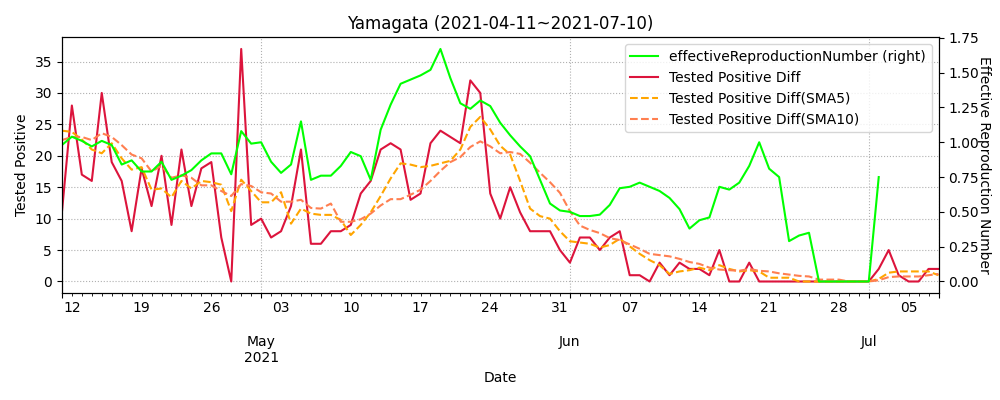 Yamagata (2021-04-11~2021-07-10)
effectiveReproductionNumber (right)
Tested Positive Diff
Tested Positive Diff(SMA5)
Tested Positive Diff(SMA10)
Tested Positive
35
30
25
20
15
10
5
0
1.75
1.50
1.25
1.00
0.75
0.50
0.25
0.00
Effective Reproduction Number
12 19 26 03 10 17 24 31 07 14 21 28 05
May Jun Jul
2021
Date